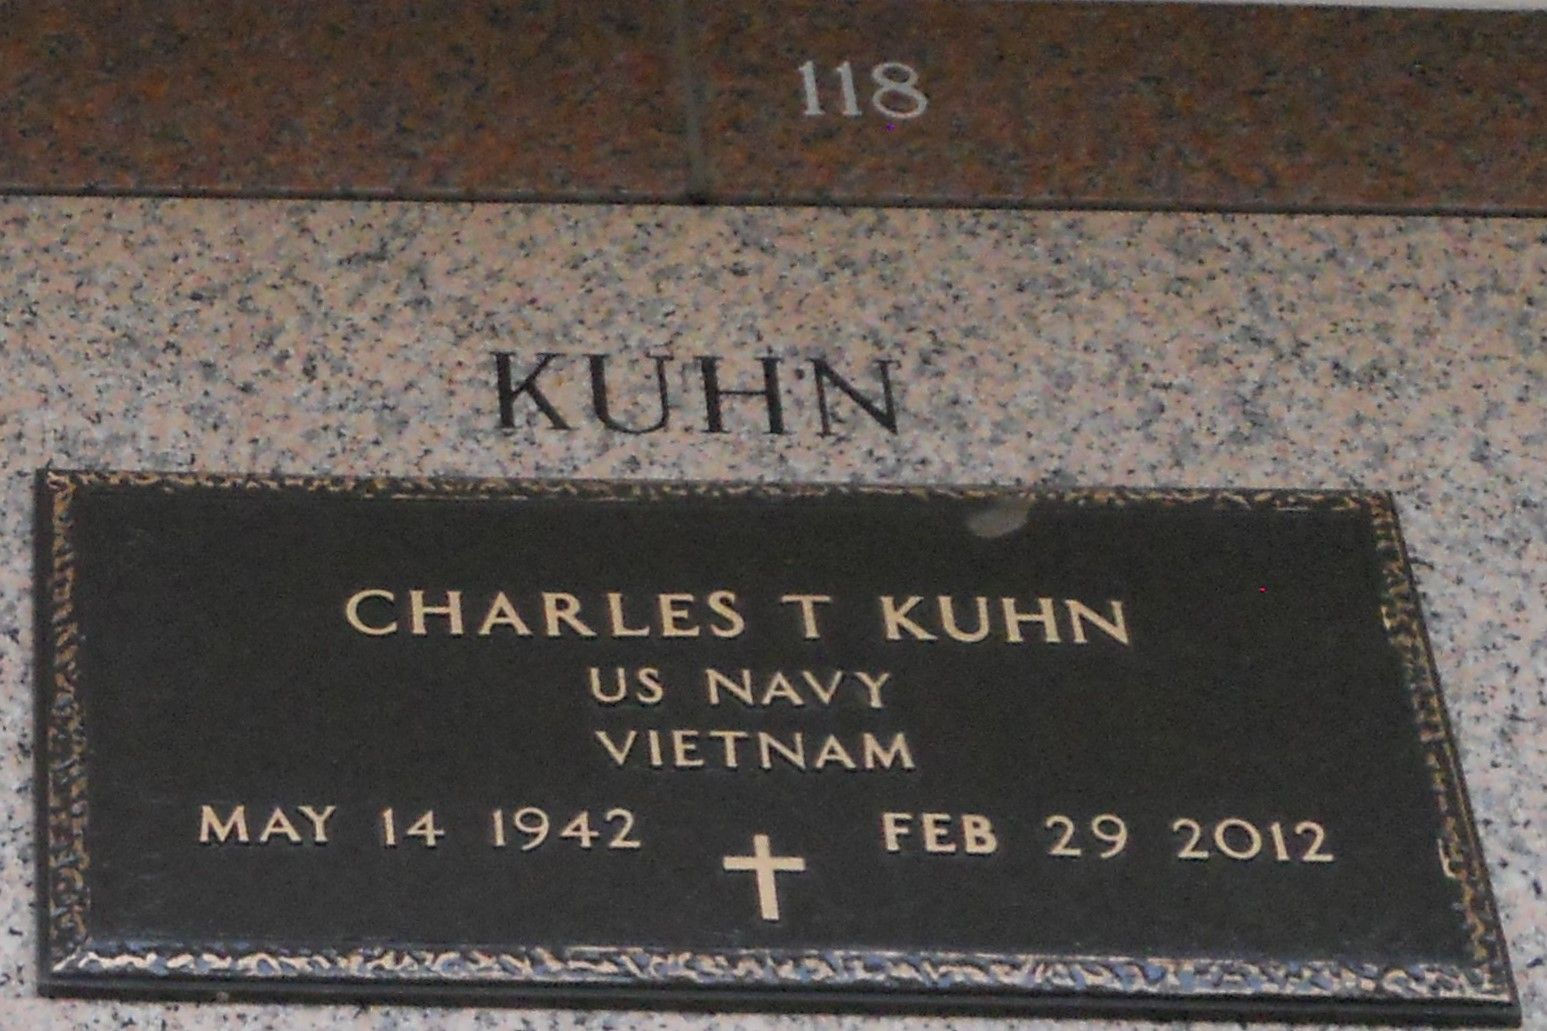 118
KUHN
CHARLES T KUHN
US NAVY
VIETNAM
MAY 14 1942 FEB 29 2012